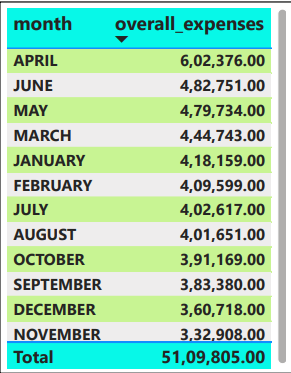 month overall_expenses
APRIL 6,02,376.00
JUNE 4,82,751.00
MAY 4,79,734.00
MARCH 4,44,743.00
JANUARY 4,18,159.00
FEBRUARY 4,09,599.00
JULY 4,02,617.00
AUGUST 4,01,651.00
OCTOBER 3,91,169.00
SEPTEMBER 3,83,380.00
DECEMBER 3,60,718.00
NOVEMBER 3,32,908.00
Total 51,09,805.00